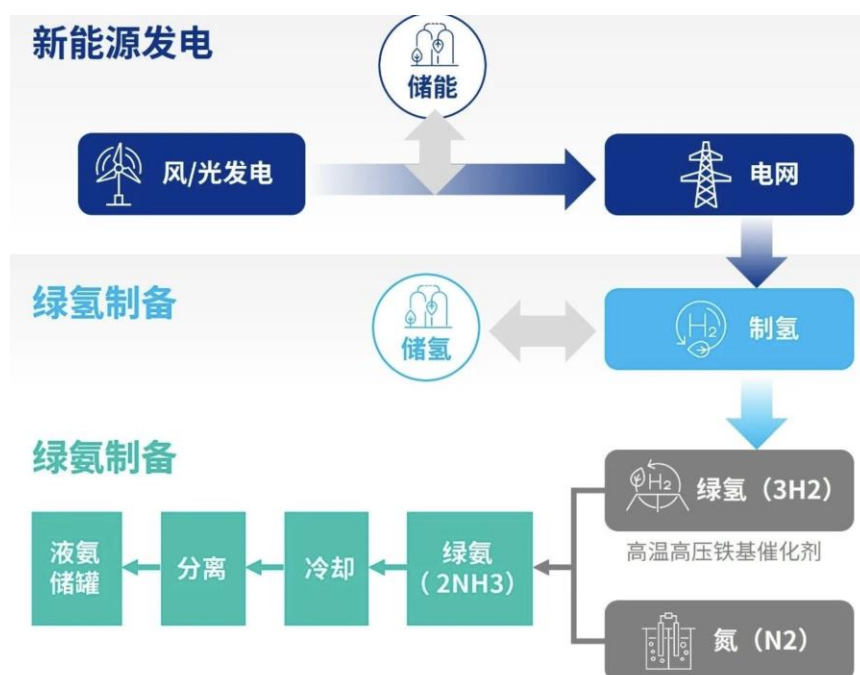 新能源发电
储能
风/光发电
电网
绿氢制备
储氢
H2
制氢
绿氨制备
H2
绿氢（3H2）
高温高压铁基催化剂
液氨
储罐
分离
冷却
绿氨
（2NH3）
氮（N2）